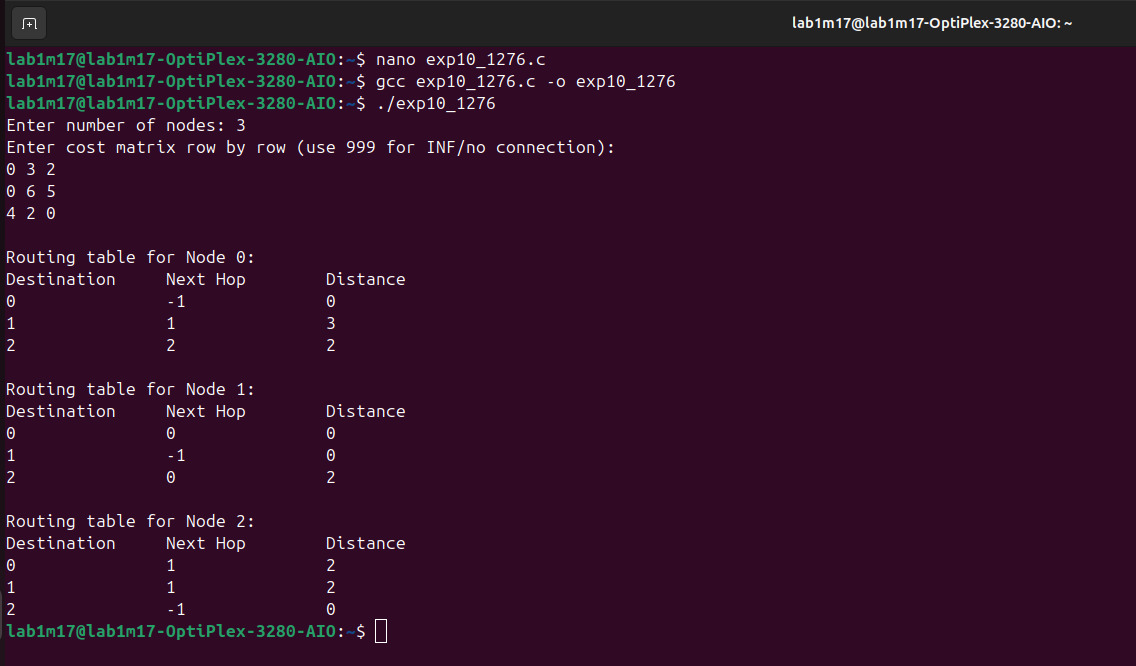 lab1m17@lab1m17-OptiPlex-3280-AIO: ~
lab1m17@lab1m17-OptiPlex-3280-AIO:~$ nano exp10_1276.c
lab1m17@lab1m17-OptiPlex-3280-AIO:~$ gcc exp10_1276.c -o exp10_1276
lab1m17@lab1m17-OptiPlex-3280-AIO:~$ ./exp10_1276
Enter number of nodes: 3
Enter cost matrix row by row (use 999 for INF/no connection):
0 3 2
0 6 5
4 2 0
Routing table for Node 0:
Destination     Next Hop        Distance
0               -1              0
1               1               3
2               2               2
Routing table for Node 1:
Destination     Next Hop        Distance
0               0               0
1               -1              0
2               0               2
Routing table for Node 2:
Destination     Next Hop        Distance
0               1               2
1               1               2
2               -1              0
lab1m17@lab1m17-OptiPlex-3280-AIO:~$